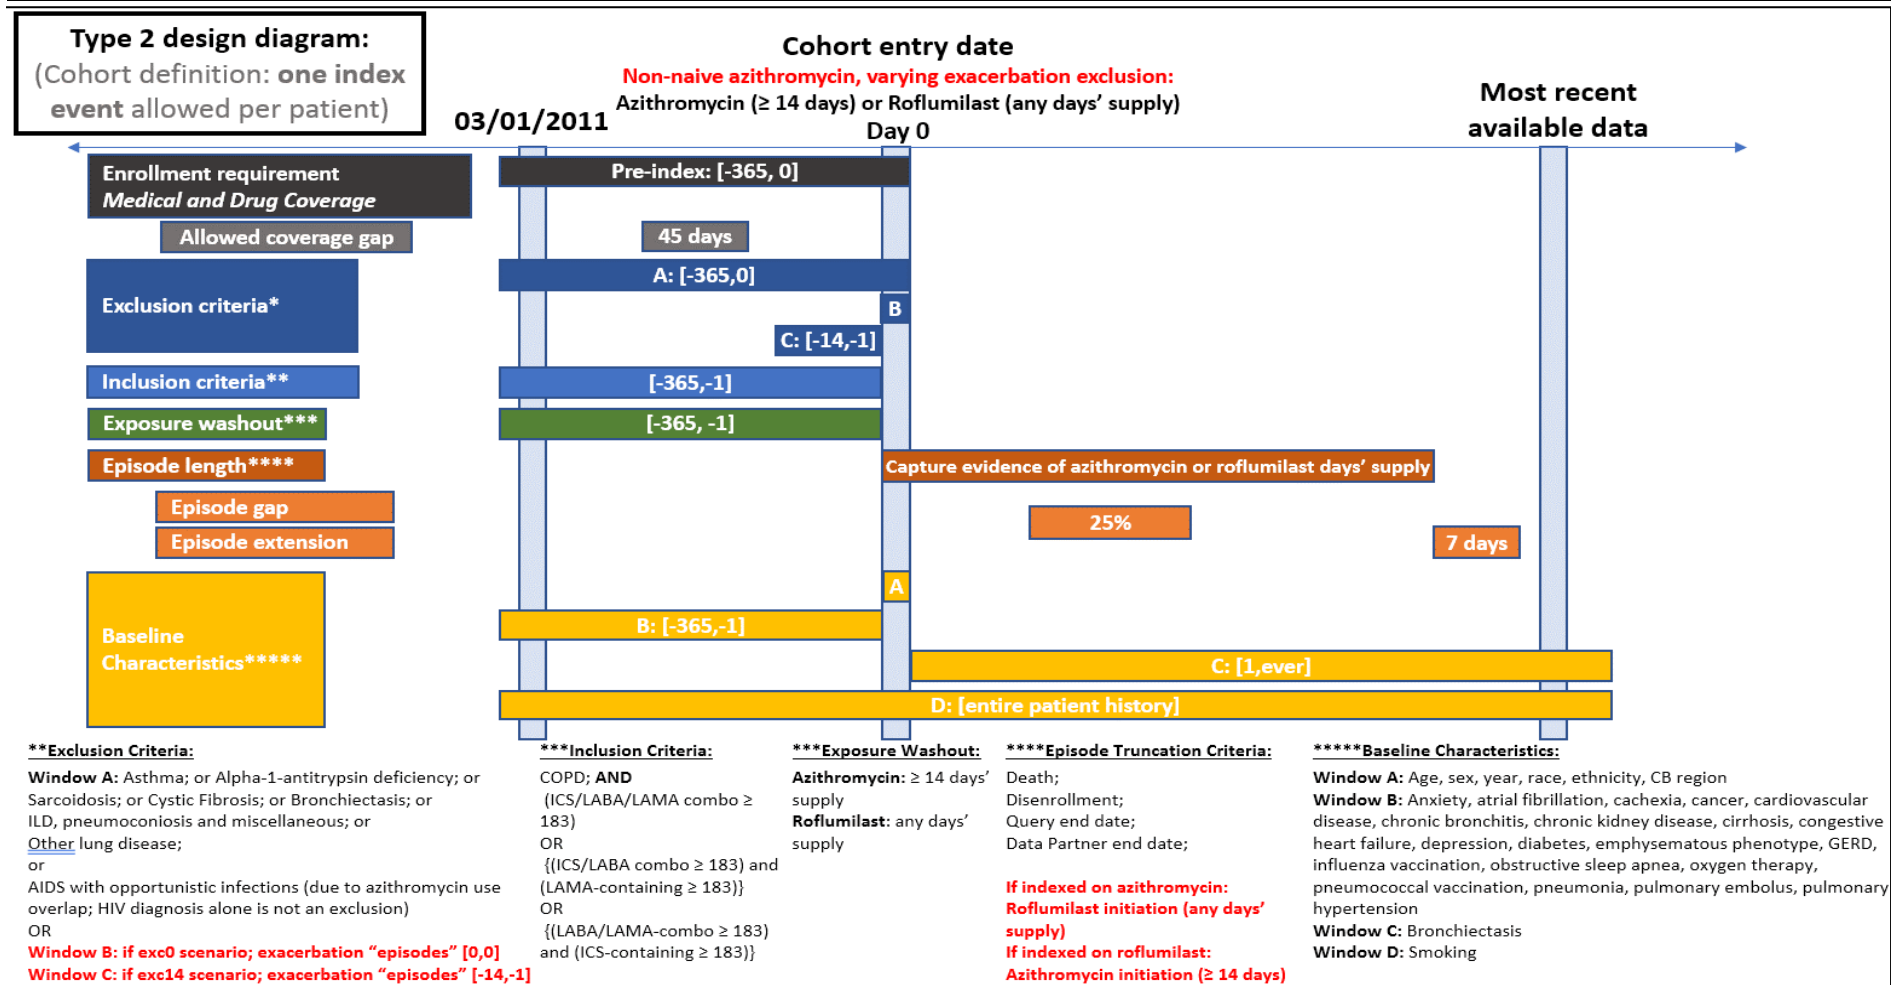 Type 2 design diagram:
(Cohort definition: one index
event allowed per patient)
Cohort entry date
Non-naive azithromycin, varying exacerbation exclusion:
Azithromycin (≥ 14 days) or Roflumilast (any days' supply)
Day 0
03/01/2011
Most recent
available data
Enrollment requirement
Medical and Drug Coverage
Pre-index: [-365, 0]
Allowed coverage gap
45 days
Exclusion criteria*
A: [-365,0]
B
C: [-14,-1]
Inclusion criteria**
[-365,-1]
Exposure washout***
[-365, -1]
Episode length****
Capture evidence of azithromycin or roflumilast days' supply
Episode gap
25%
Episode extension
7 days
Baseline
Characteristics*****
A
B: [-365,-1]
C: [1,ever]
D: [entire patient history]
**Exclusion Criteria:
Window A: Asthma; or Alpha-1-antitrypsin deficiency; or
Sarcoidosis; or Cystic Fibrosis; or Bronchiectasis; or
ILD, pneumoconiosis and miscellaneous; or
Other lung disease;
or
AIDS with opportunistic infections (due to azithromycin use
overlap; HIV diagnosis alone is not an exclusion)
OR
Window B: if exc0 scenario; exacerbation "episodes" [0,0]
Window C: if exc14 scenario; exacerbation "episodes" [-14,-1]
***Inclusion Criteria:
COPD; AND
(ICS/LABA/LAMA combo ≥
183)
OR
{(ICS/LABA combo ≥ 183) and
(LAMA-containing ≥ 183)}
OR
{(LABA/LAMA-combo ≥ 183)
and (ICS-containing ≥ 183)}
***Exposure Washout:
Azithromycin: ≥ 14 days'
supply
Roflumilast: any days'
supply
****Episode Truncation Criteria:
Death;
Disenrollment;
Query end date;
Data Partner end date;
If indexed on azithromycin:
Roflumilast initiation (any days'
supply)
If indexed on roflumilast:
Azithromycin initiation (≥ 14 days)
*****Baseline Characteristics:
Window A: Age, sex, year, race, ethnicity, CB region
Window B: Anxiety, atrial fibrillation, cachexia, cancer, cardiovascular
disease, chronic bronchitis, chronic kidney disease, cirrhosis, congestive
heart failure, depression, diabetes, emphysematous phenotype, GERD,
influenza vaccination, obstructive sleep apnea, oxygen therapy,
pneumococcal vaccination, pneumonia, pulmonary embolus, pulmonary
hypertension
Window C: Bronchiectasis
Window D: Smoking